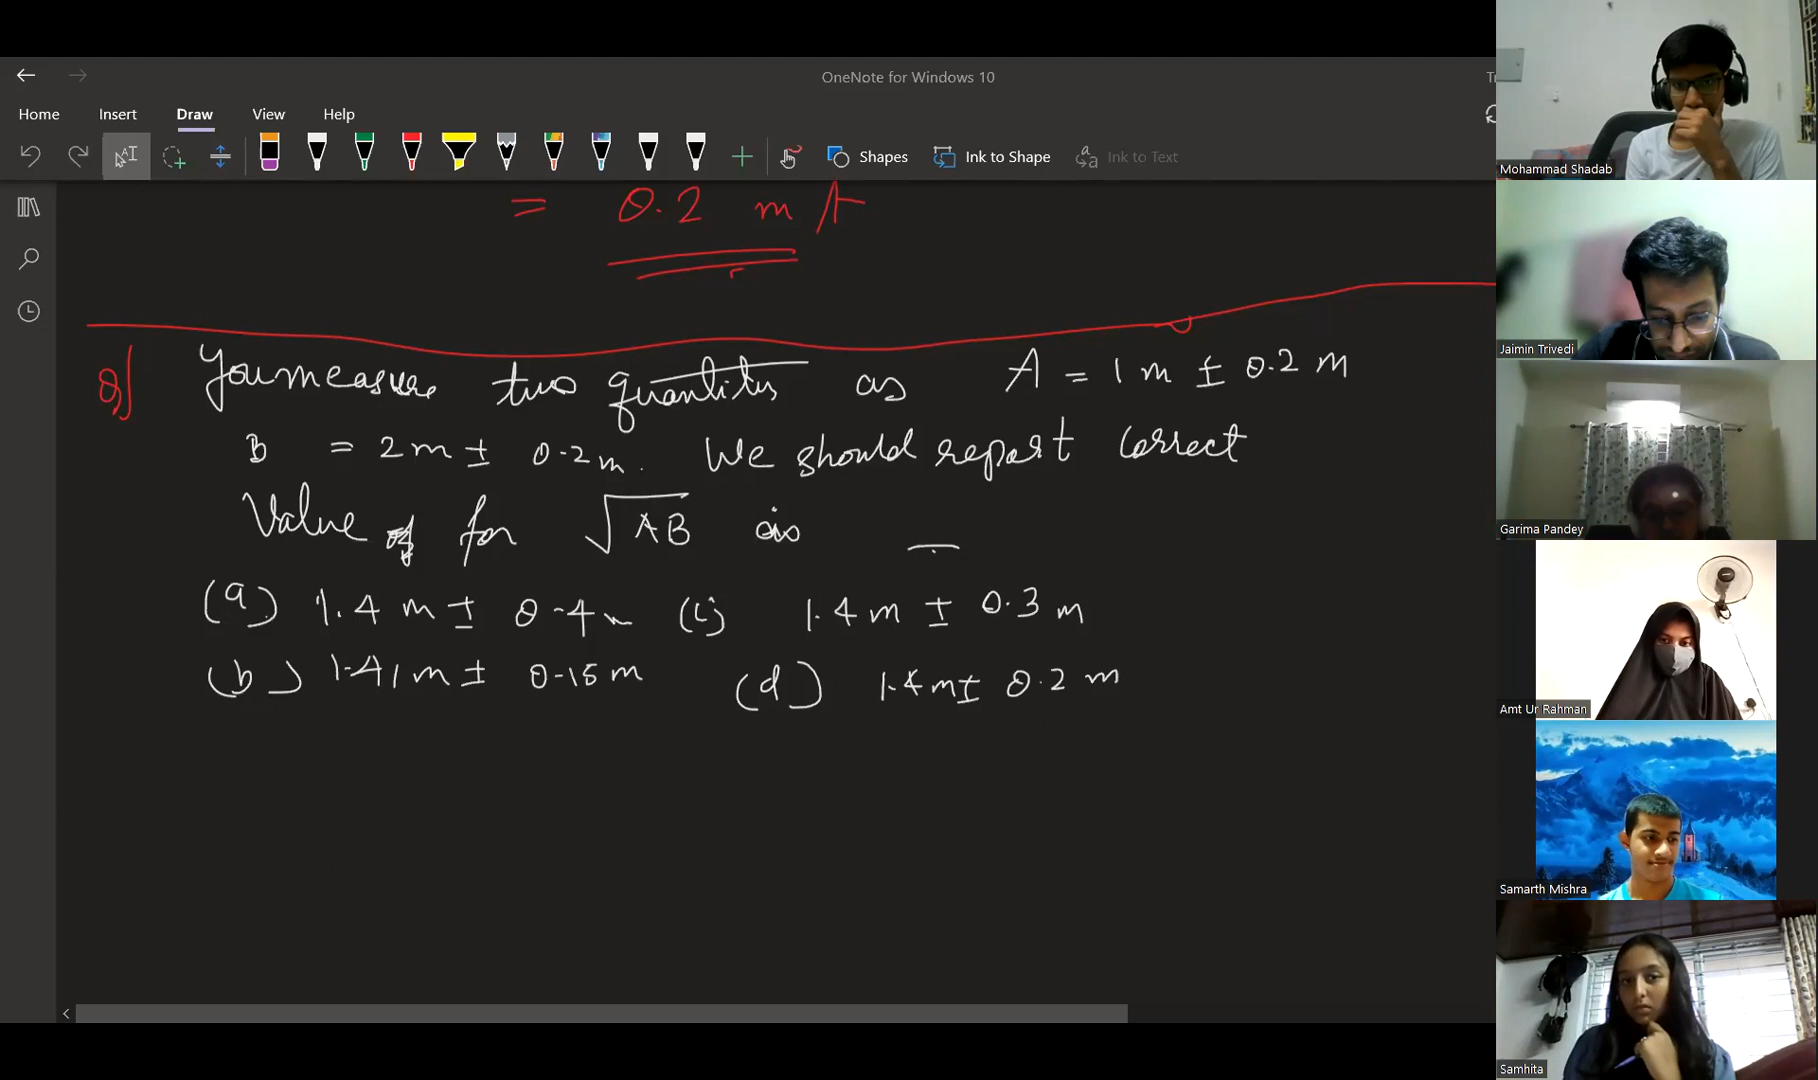 OneNote for Windows 10
Home Insert Draw View Help
Shapes Ink to Shape Ink to Text
= 0.2 m
Q) You measure two quantities as A = 1 m ± 0.2 m
B = 2 m ± 0.2 m. We should report correct
Value for √AB is
(a) 1.4 m ± 0.4 m (c) 1.4 m ± 0.3 m
(b) 1.41 m ± 0.15 m (d) 1.4 m ± 0.2 m
Mohammad Shadab
Jaimin Trivedi
Garima Pandey
Amt Ur Rahman
Samarth Mishra
Samhita